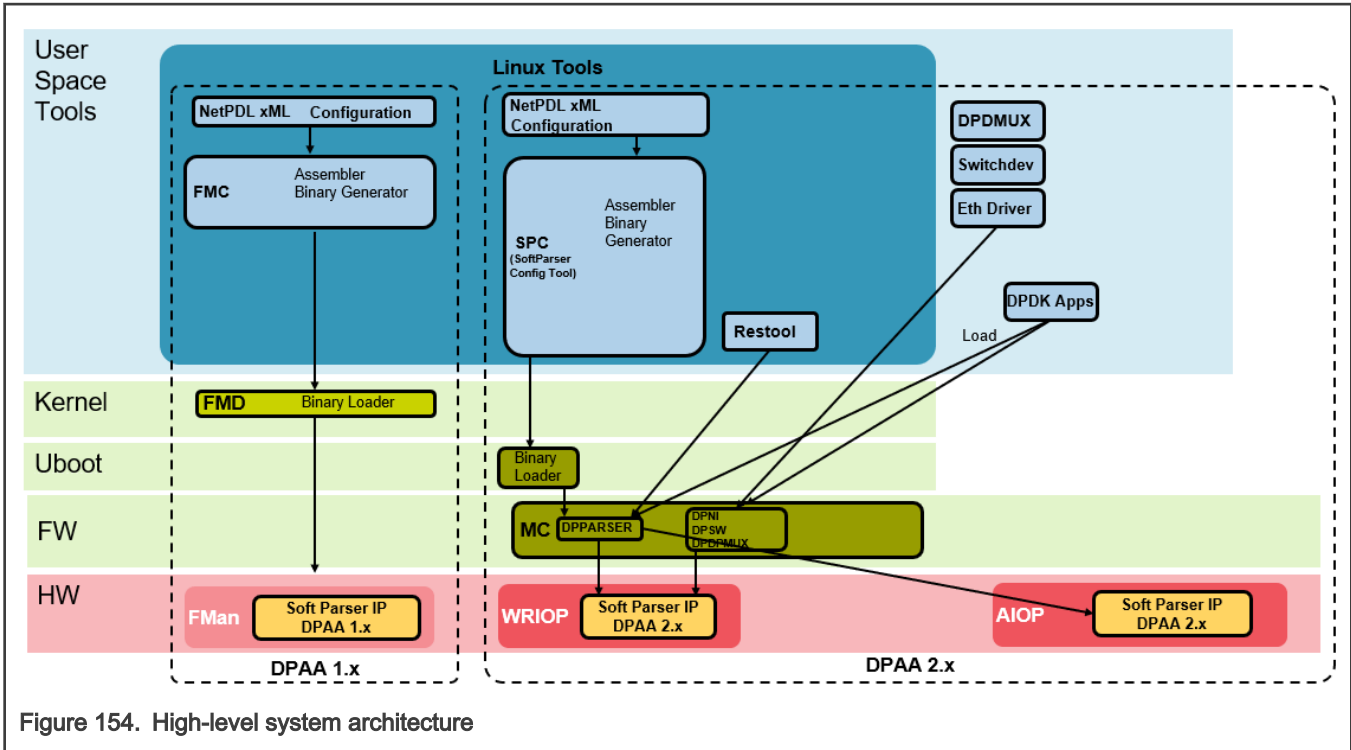 User
Space
Tools
Linux Tools
NetPDL xML Configuration
FMC
Assembler
Binary Generator
NetPDL xML
Configuration
SPC
(SoftParser
Config Tool)
Assembler
Binary
Generator
Restool
DPDMUX
Switchdev
Eth Driver
DPDK Apps
Load
Kernel
FMD Binary Loader
Uboot
Binary
Loader
FW
MC
DPPARSER
DPNI
DPSW
DPDPMUX
HW
FMan
Soft Parser IP
DPAA 1.x
WRIOP
Soft Parser IP
DPAA 2.x
AIOP
Soft Parser IP
DPAA 2.x
DPAA 1.x
DPAA 2.x
Figure 154. High-level system architecture